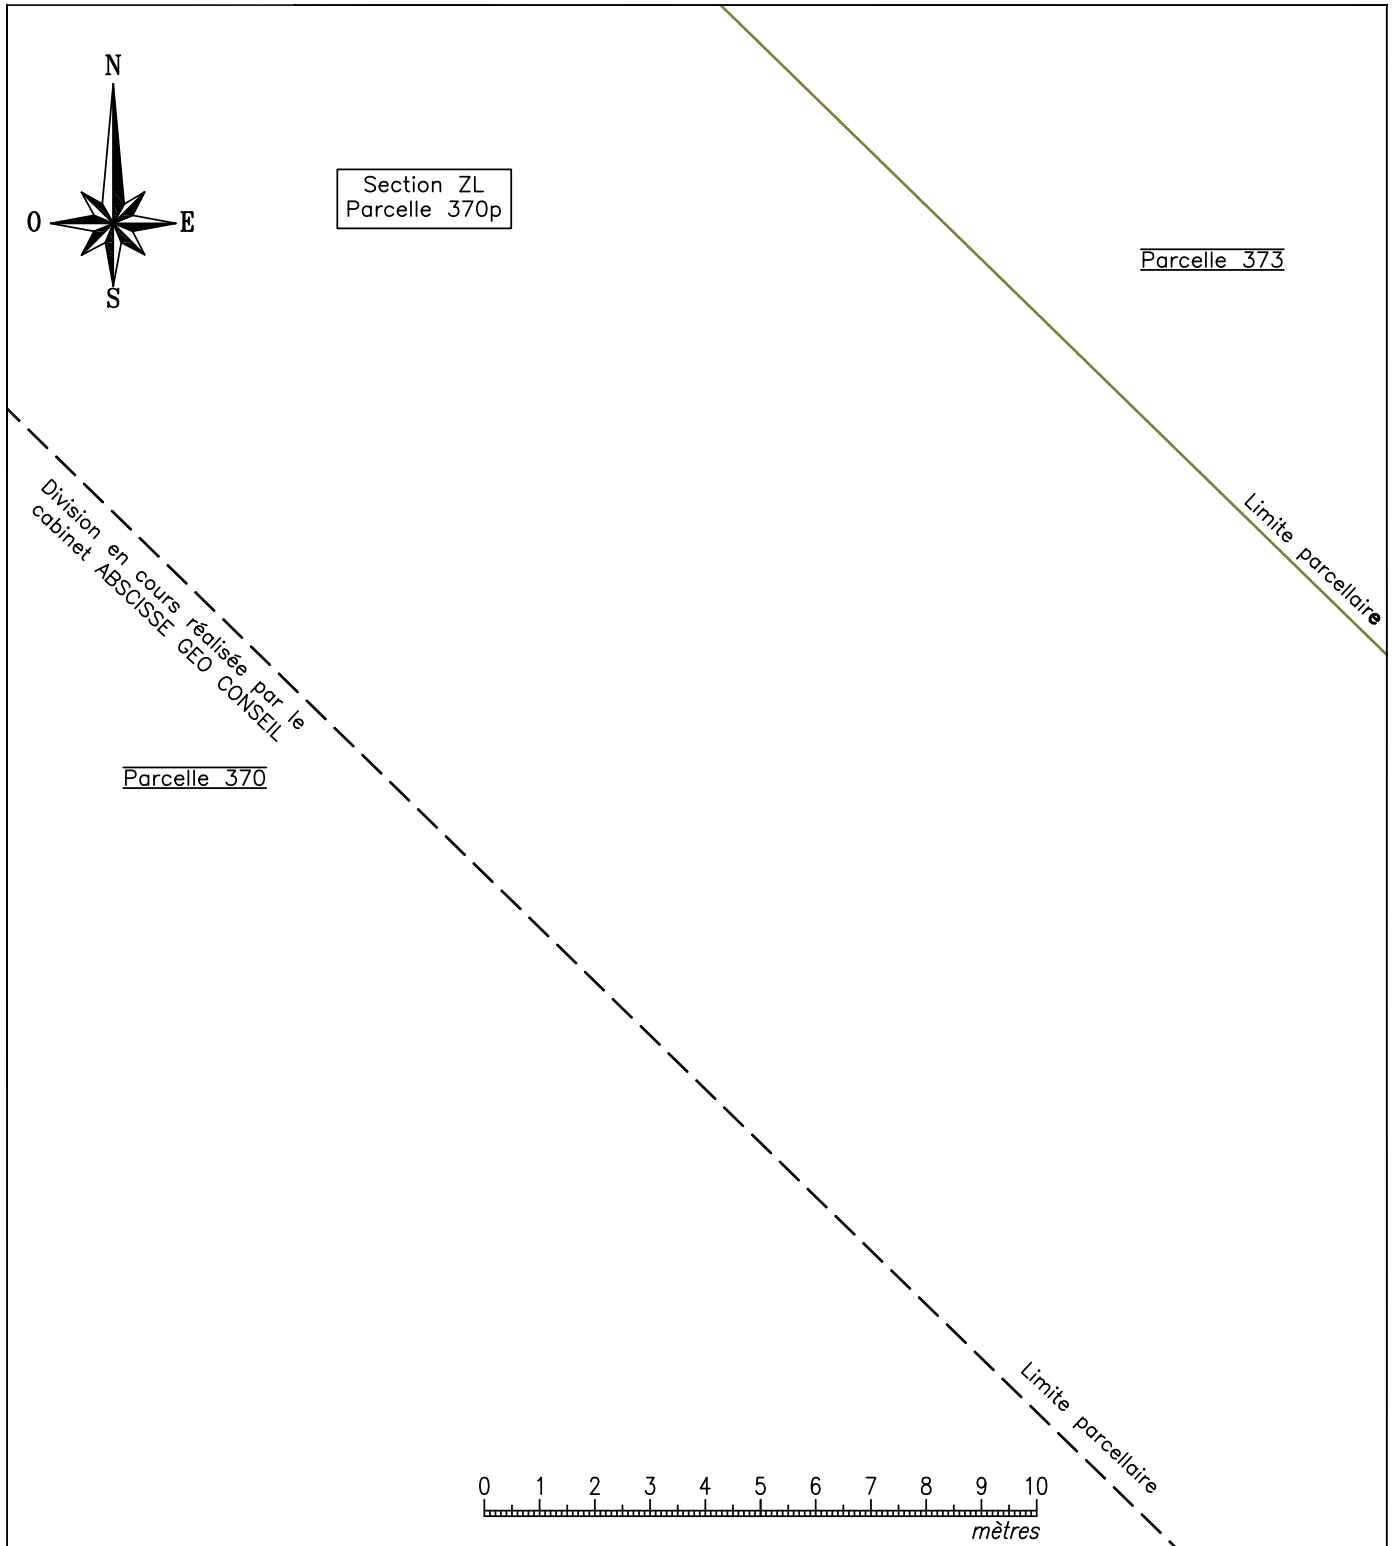 N
O
E
S
Section ZL
Parcelle 370p
Parcelle 373
Limite parcellaire
Division en cours réalisée par le
cabinet ABSCISSE GEO CONSEIL
Parcelle 370
Limite parcellaire
0 1 2 3 4 5 6 7 8 9 10
mètres